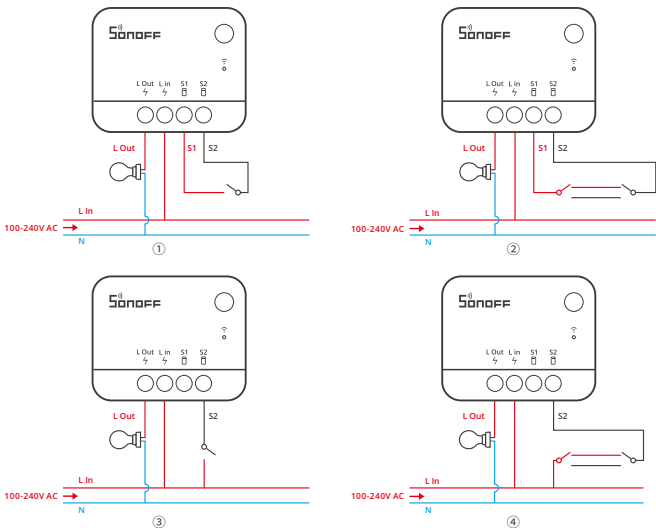 SONOFF
L Out L in S1 S2
L Out S1 S2
L In
100-240V AC
N
①
SONOFF
L Out L in S1 S2
L Out S1 S2
L In
100-240V AC
N
②
SONOFF
L Out L in S1 S2
L Out S2
L In
100-240V AC
N
③
SONOFF
L Out L in S1 S2
L Out S2
L In
100-240V AC
N
④